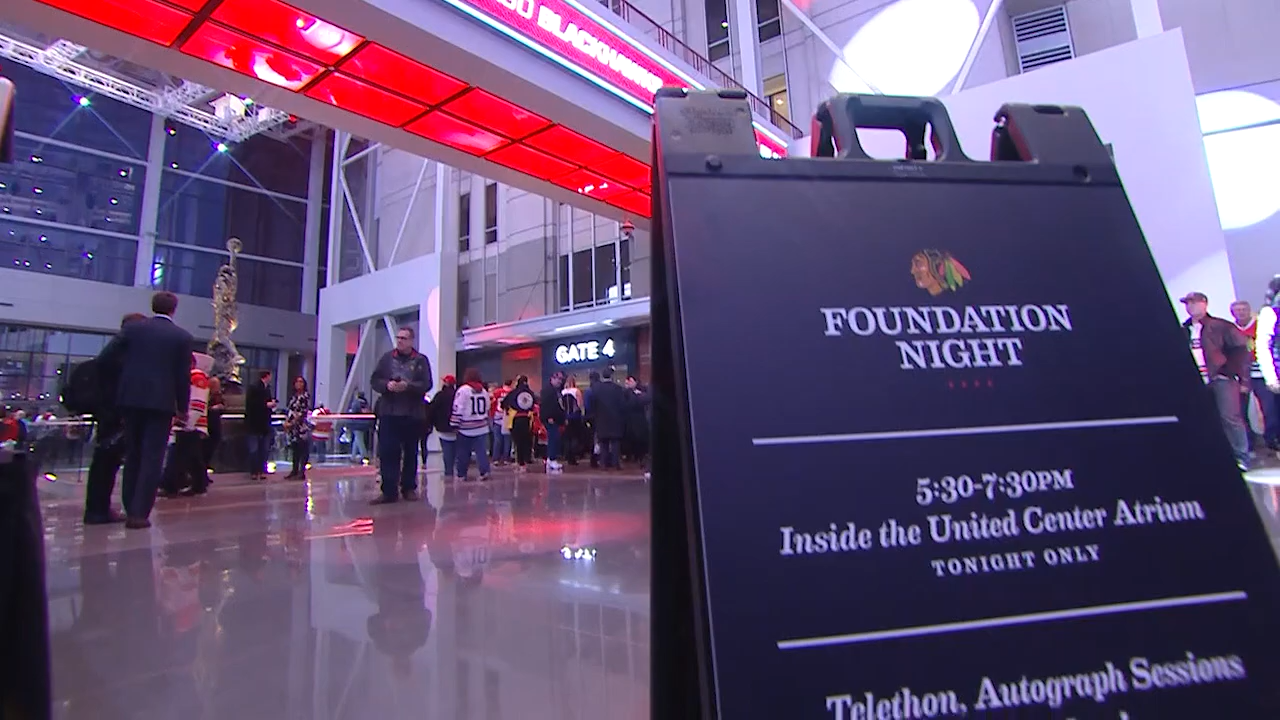 BLACKHAWKS
GATE 4
10
FOUNDATION
NIGHT
5:30-7:30PM
Inside the United Center Atrium
TONIGHT ONLY
Telethon, Autograph Sessions